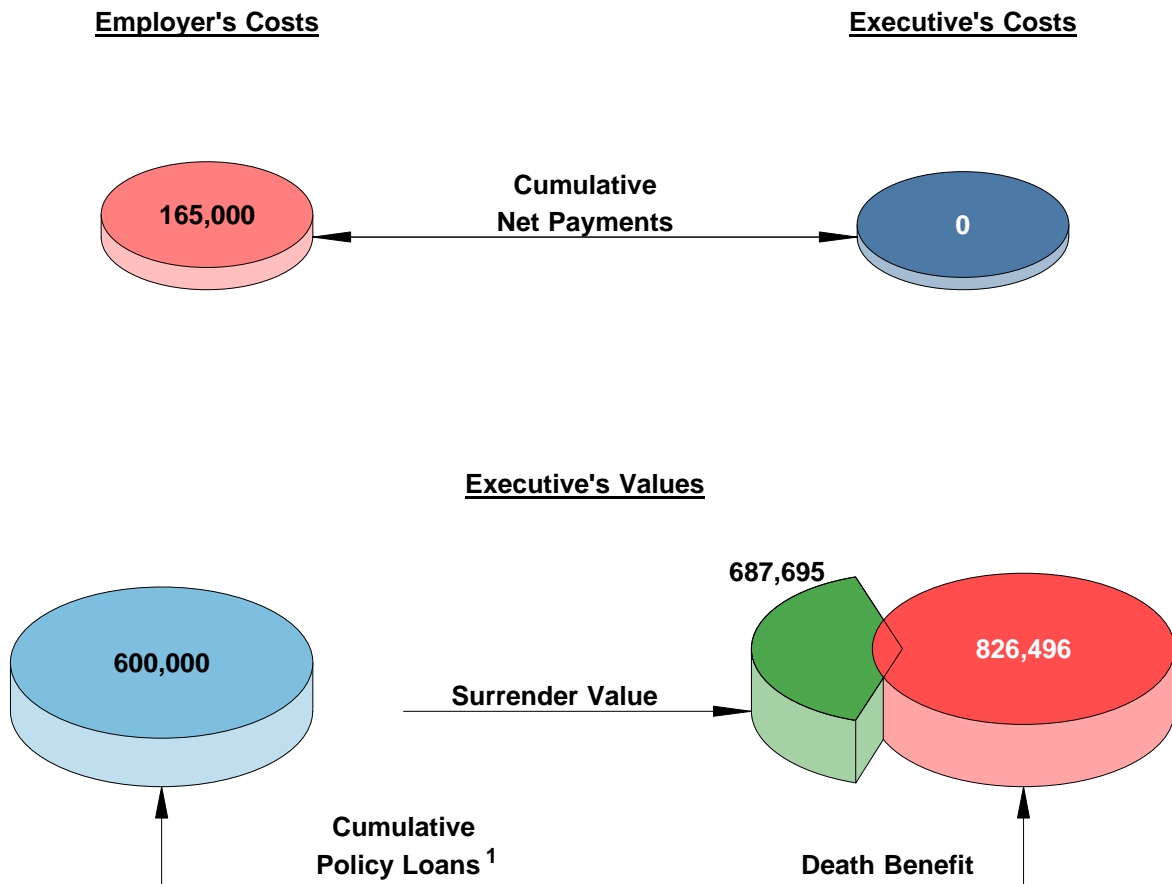 Employer's Costs
Executive's Costs
165,000
Cumulative
Net Payments
0
Executive's Values
600,000
Surrender Value
687,695
826,496
Cumulative
Policy Loans 1
Death Benefit